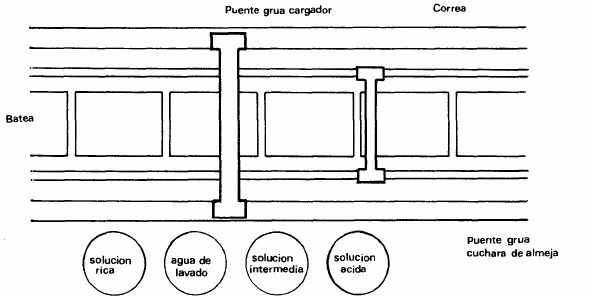 Puente grua cargador
Correa
Batea
solucion
rica
agua de
lavado
solucion
intermedia
solucion
acida
Puente grua
cuchara de almeja